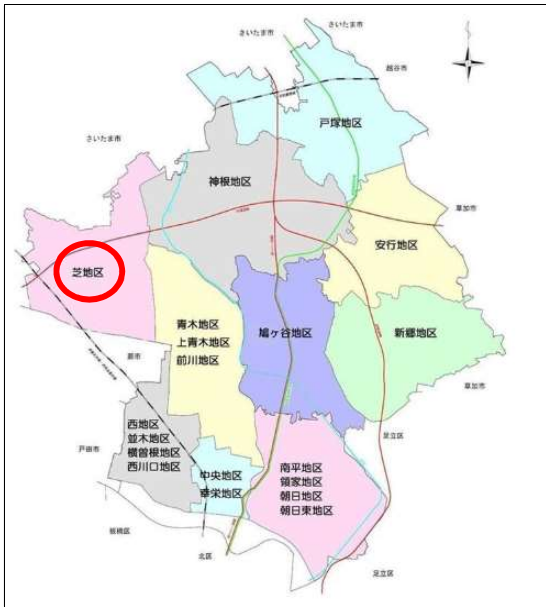 さいたま市
さいたま市
越谷市
戸塚地区
さいたま市
神根地区
草加市
安行地区
芝地区
青木地区
上青木地区
前川地区
鳩ヶ谷地区
新郷地区
蕨市
草加市
西地区
並木地区
横曽根地区
西川口地区
戸田市
足立区
中央地区
幸栄地区
南平地区
領家地区
朝日地区
朝日東地区
板橋区
北区
足立区